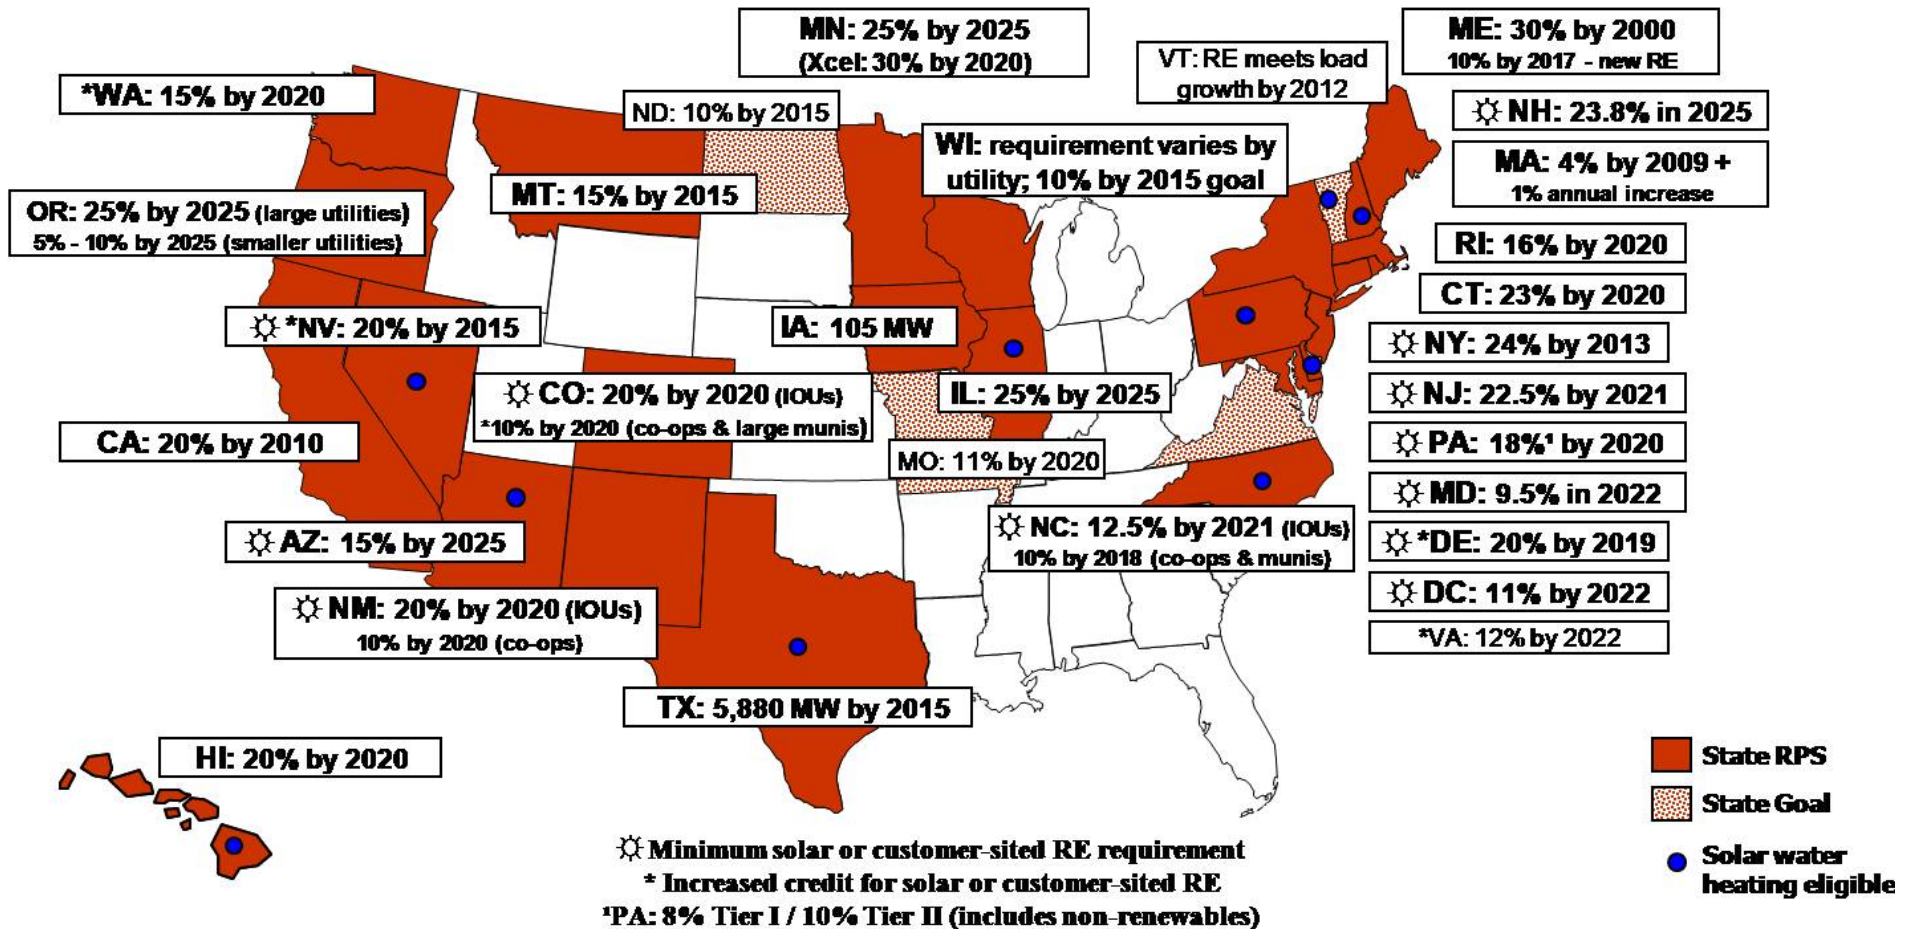 MN: 25% by 2025
(Xcel: 30% by 2020)
ME: 30% by 2000
10% by 2017 - new RE
VT: RE meets load
growth by 2012
*WA: 15% by 2020
ND: 10% by 2015
☼ NH: 23.8% in 2025
WI: requirement varies by
utility; 10% by 2015 goal
MA: 4% by 2009 +
1% annual increase
MT: 15% by 2015
OR: 25% by 2025 (large utilities)
5% - 10% by 2025 (smaller utilities)
RI: 16% by 2020
CT: 23% by 2020
☼ *NV: 20% by 2015
IA: 105 MW
☼ NY: 24% by 2013
☼ CO: 20% by 2020 (IOUs)
*10% by 2020 (co-ops & large munis)
IL: 25% by 2025
☼ NJ: 22.5% by 2021
CA: 20% by 2010
MO: 11% by 2020
☼ PA: 18%¹ by 2020
☼ MD: 9.5% in 2022
☼ AZ: 15% by 2025
☼ NC: 12.5% by 2021 (IOUs)
10% by 2018 (co-ops & munis)
☼ *DE: 20% by 2019
☼ NM: 20% by 2020 (IOUs)
10% by 2020 (co-ops)
☼ DC: 11% by 2022
*VA: 12% by 2022
TX: 5,880 MW by 2015
HI: 20% by 2020
State RPS
State Goal
Solar water
heating eligible
☼ Minimum solar or customer-sited RE requirement
* Increased credit for solar or customer-sited RE
¹PA: 8% Tier I / 10% Tier II (includes non-renewables)